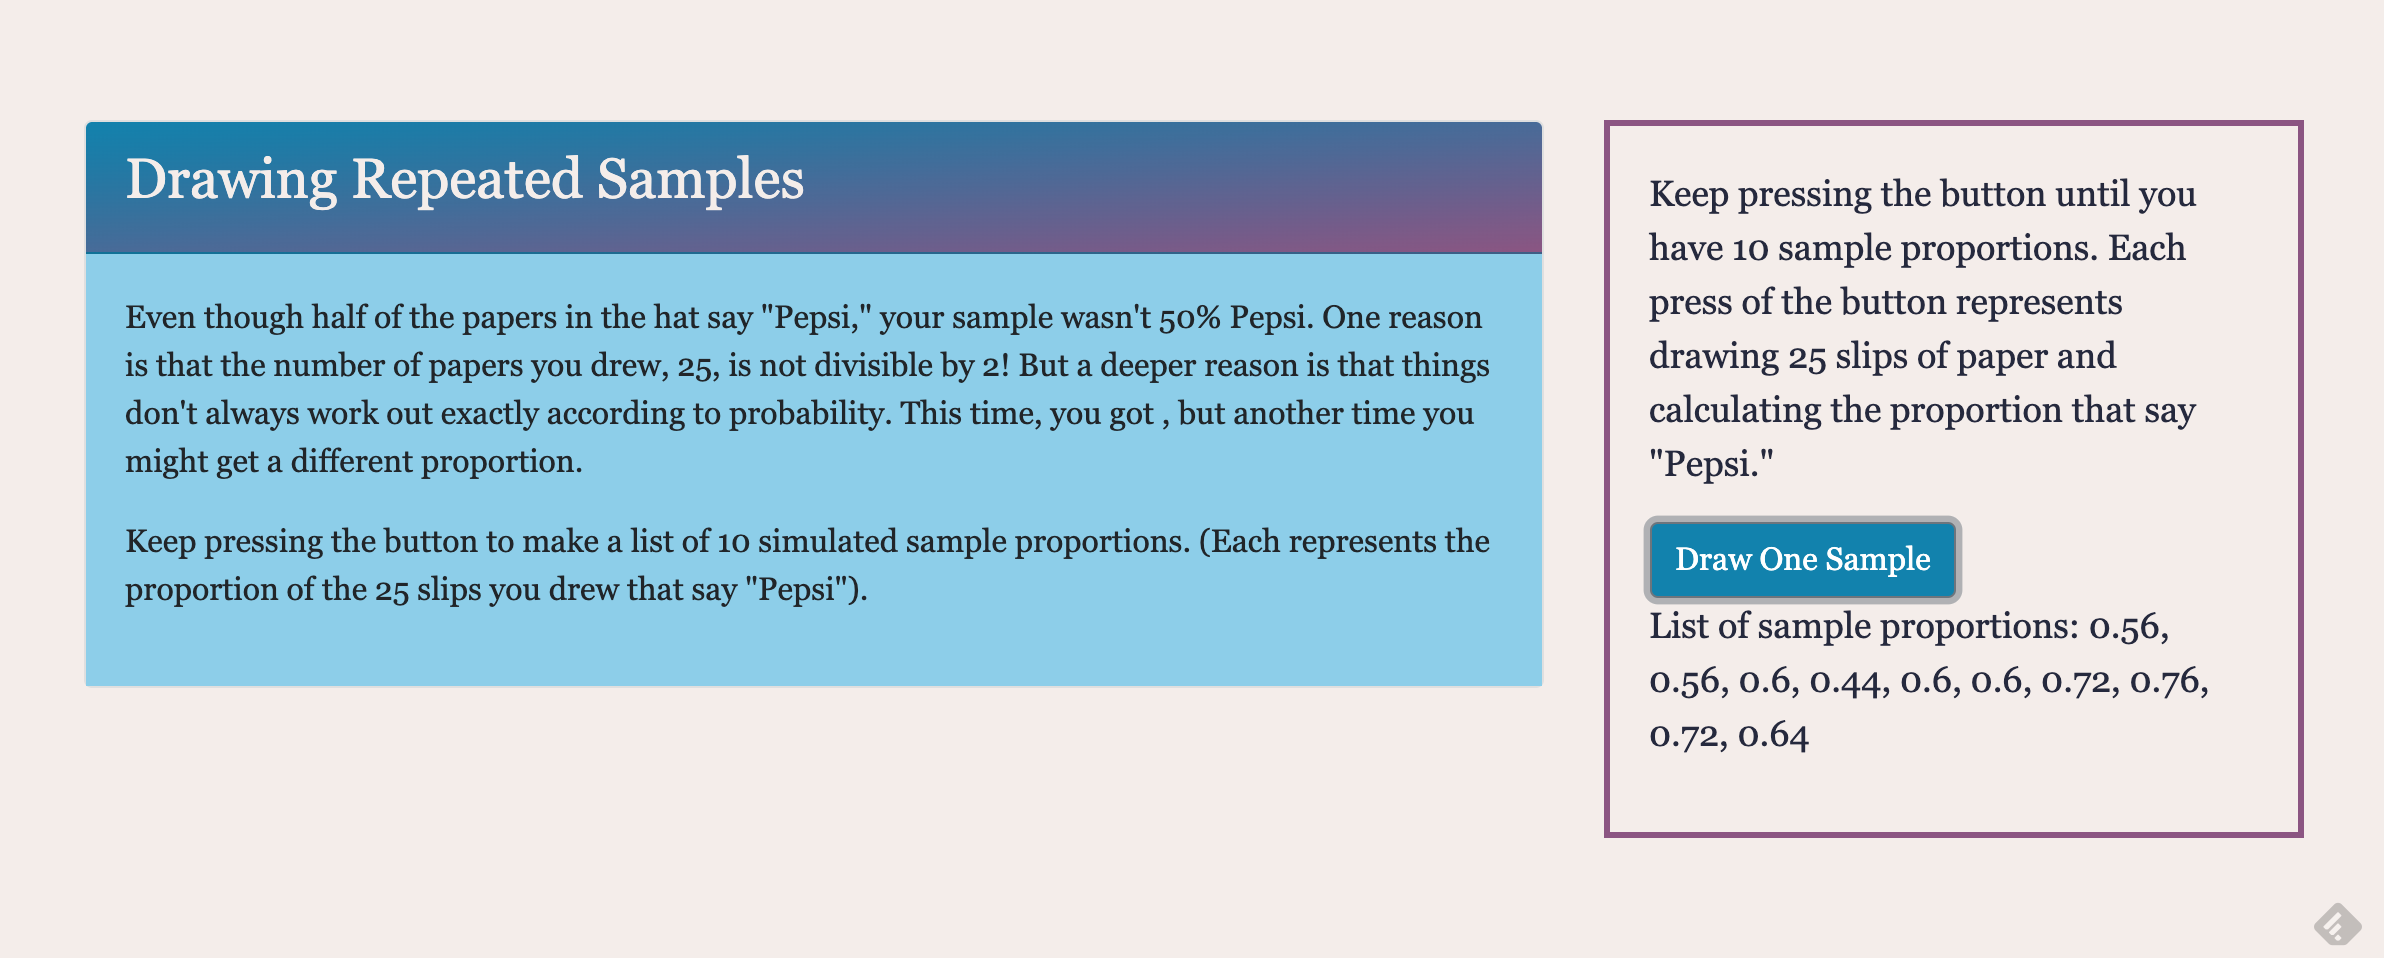 Drawing Repeated Samples
Even though half of the papers in the hat say "Pepsi," your sample wasn't 50% Pepsi. One reason
is that the number of papers you drew, 25, is not divisible by 2! But a deeper reason is that things
don't always work out exactly according to probability. This time, you got , but another time you
might get a different proportion.
Keep pressing the button to make a list of 10 simulated sample proportions. (Each represents the
proportion of the 25 slips you drew that say "Pepsi").
Keep pressing the button until you
have 10 sample proportions. Each
press of the button represents
drawing 25 slips of paper and
calculating the proportion that say
"Pepsi."
Draw One Sample
List of sample proportions: 0.56,
0.56, 0.6, 0.44, 0.6, 0.6, 0.72, 0.76,
0.72, 0.64